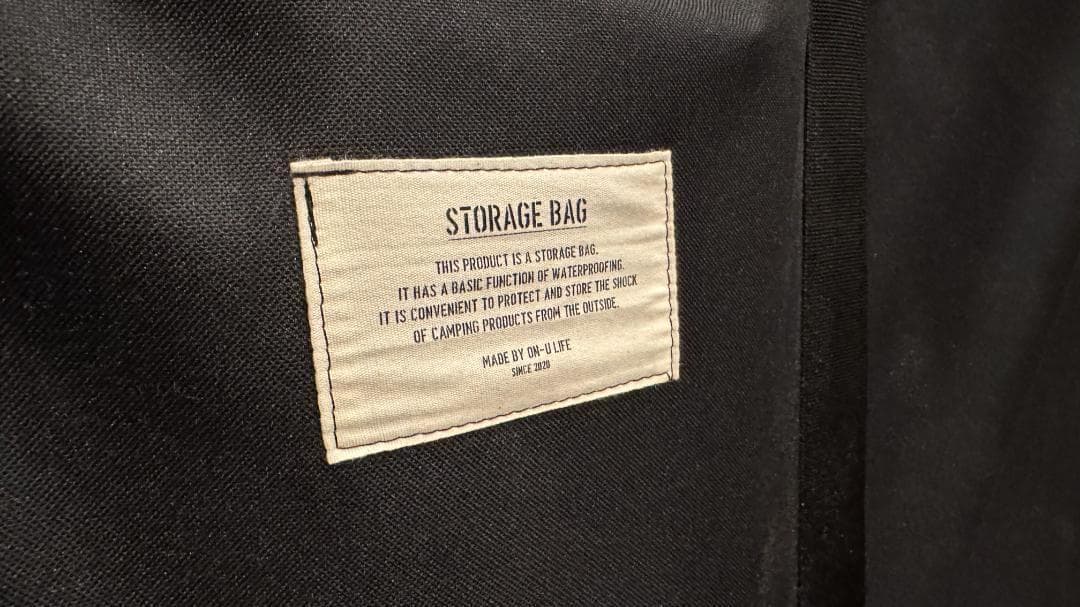 STORAGE BAG
THIS PRODUCT IS A STORAGE BAG.
IT HAS A BASIC FUNCTION OF WATERPROOFING.
IT IS CONVENIENT TO PROTECT AND STORE THE SHOCK
OF CAMPING PRODUCTS FROM THE OUTSIDE.
MADE BY ON-U LIFE
SINCE 2020